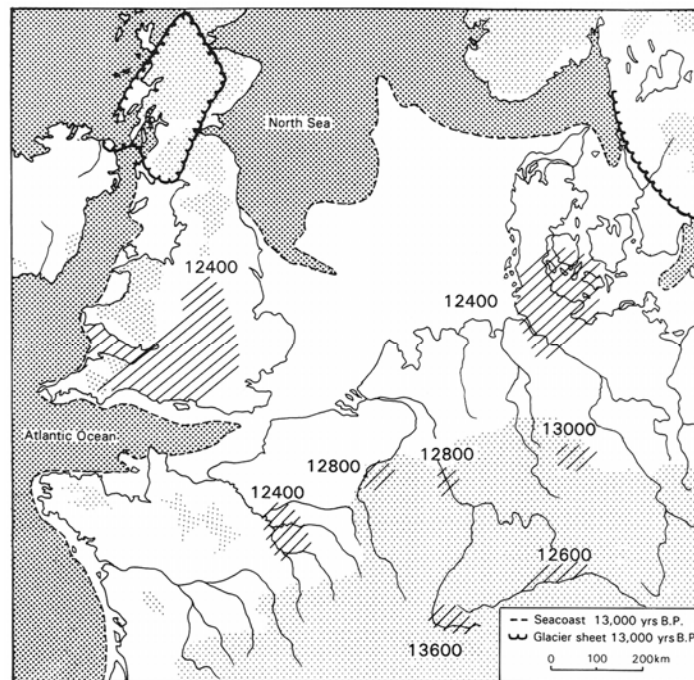 North Sea
12400
12400
Atlantic Ocean
13000
12800
12800
12400
12600
13600
Seacoast 13,000 yrs B.P.
Glacier sheet 13,000 yrs B.P.
0 100 200km